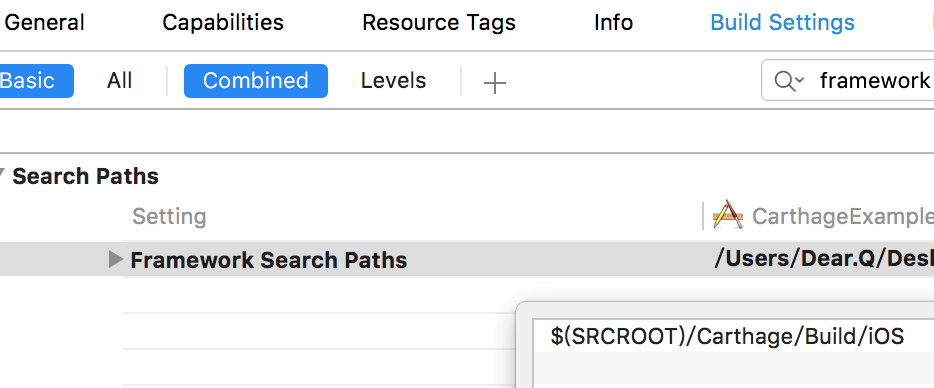 General Capabilities Resource Tags Info Build Settings
Basic All Combined Levels framework
Search Paths
Setting CarthageExample
Framework Search Paths /Users/Dear.Q/Desk
$(SRCROOT)/Carthage/Build/iOS